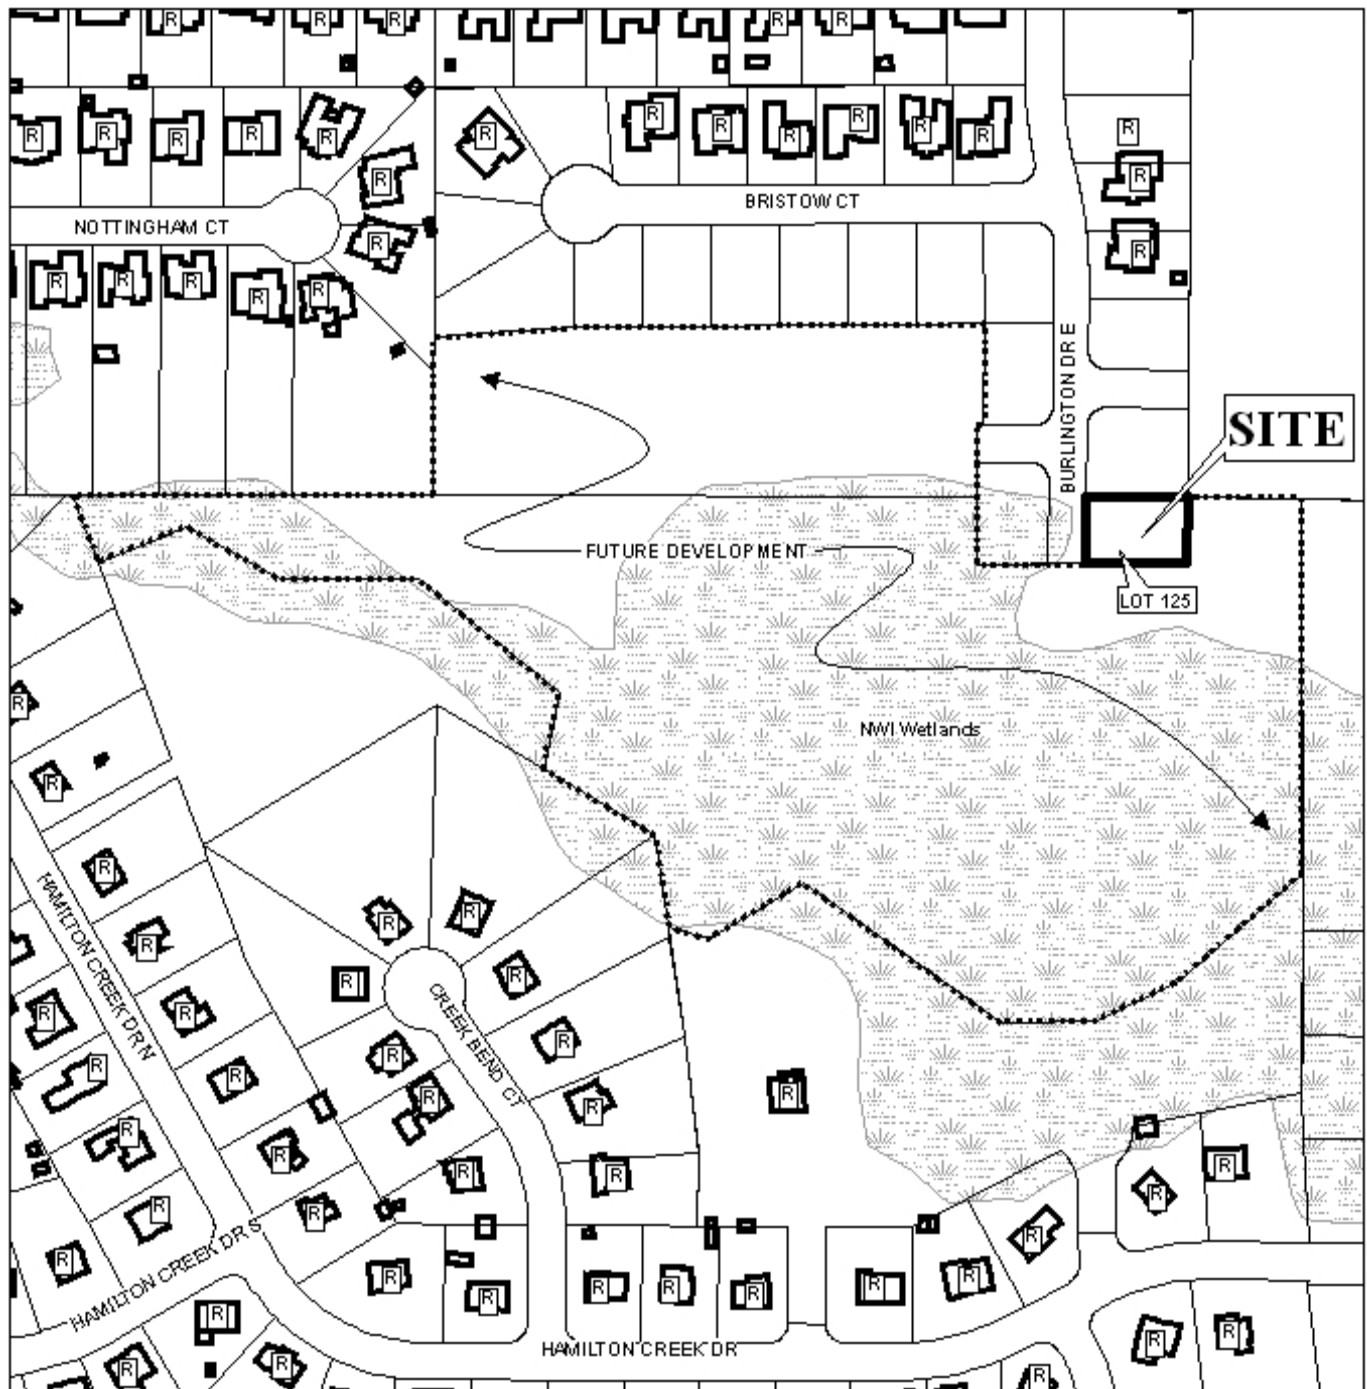 R R R R R
R R R R R R R R R R R R R
R R
NOTTINGHAM CT
BRISTOW CT
R R
R R R R R
BURLINGTON DR E
SITE
FUTURE DEVELOPMENT
LOT 125
R
NWI Wetlands
R
R
HAMILTON CREEK DR N
R R
R
R R
R R
CREEK BEND CT
R R R
R R R
R R R
R R R
R R
R R R
HAMILTON CREEK DR S
R R
R R R R R R R
R
HAMILTON CREEK DR
R R
R R R